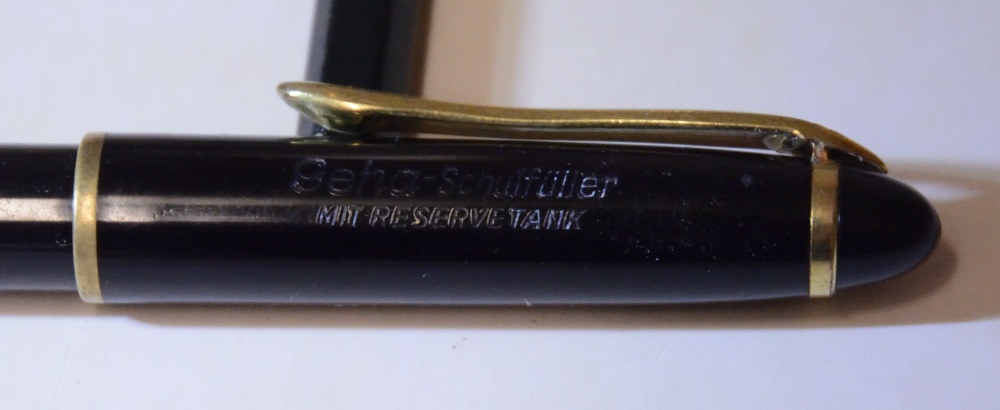 Geha-Schulfüller
MIT RESERVETANK